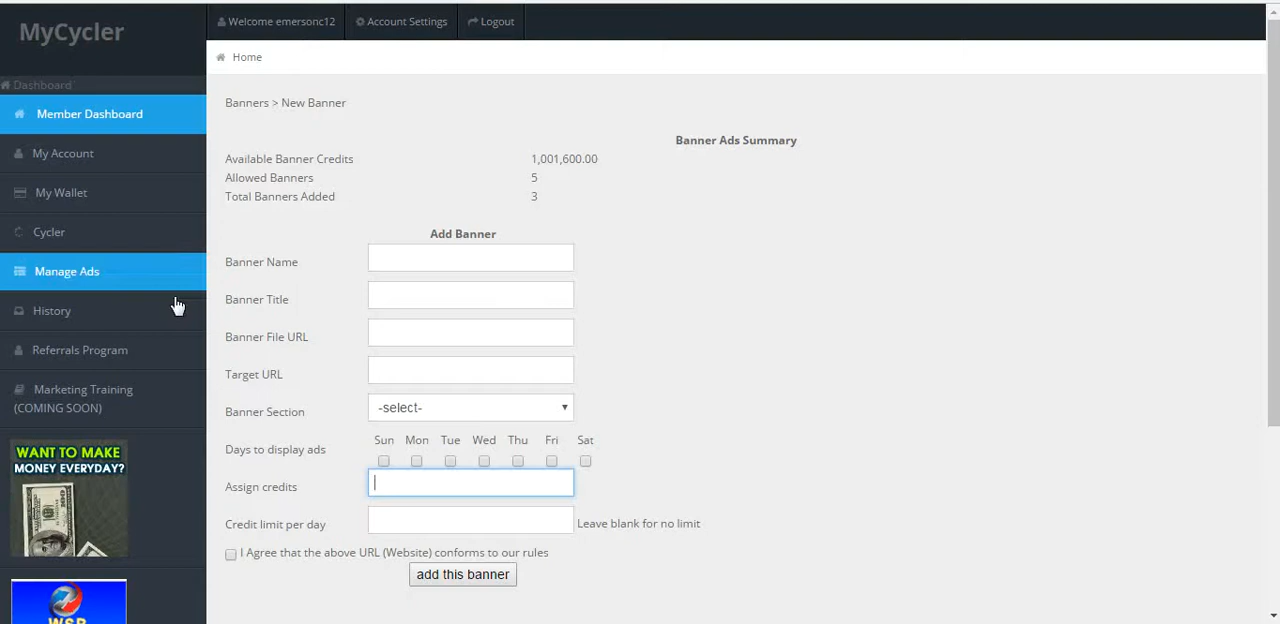 MyCycler
Welcome emersonc12 Account Settings Logout
Home
Dashboard
Member Dashboard
My Account
My Wallet
Cycler
Manage Ads
History
Referrals Program
Marketing Training
(COMING SOON)
WANT TO MAKE
MONEY EVERYDAY?
100
WSR
Banners > New Banner
Banner Ads Summary
Available Banner Credits 1,001,600.00
Allowed Banners 5
Total Banners Added 3
Add Banner
Banner Name
Banner Title
Banner File URL
Target URL
Banner Section -select-
Sun Mon Tue Wed Thu Fri Sat
Days to display ads
Assign credits
Credit limit per day Leave blank for no limit
I Agree that the above URL (Website) conforms to our rules
add this banner